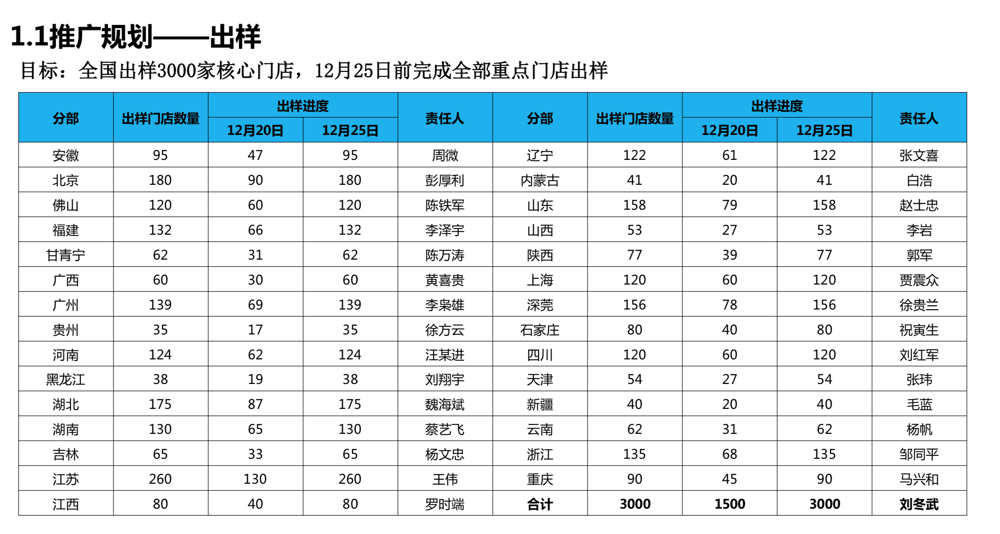 1.1推广规划——出样
目标：全国出样3000家核心门店，12月25日前完成全部重点门店出样
分部 出样门店数量 出样进度 责任人 分部 出样门店数量 出样进度 责任人
12月20日 12月25日 12月20日 12月25日
安徽 95 47 95 周微 辽宁 122 61 122 张文喜
北京 180 90 180 彭厚利 内蒙古 41 20 41 白浩
佛山 120 60 120 陈铁军 山东 158 79 158 赵士忠
福建 132 66 132 李泽宇 山西 53 27 53 李岩
甘青宁 62 31 62 陈万涛 陕西 77 39 77 郭军
广西 60 30 60 黄喜贵 上海 120 60 120 贾震众
广州 139 69 139 李枭雄 深莞 156 78 156 徐贵兰
贵州 35 17 35 徐方云 石家庄 80 40 80 祝寅生
河南 124 62 124 汪某进 四川 120 60 120 刘红军
黑龙江 38 19 38 刘翔宇 天津 54 27 54 张玮
湖北 175 87 175 魏海斌 新疆 40 20 40 毛蓝
湖南 130 65 130 蔡艺飞 云南 62 31 62 杨帆
吉林 65 33 65 杨文忠 浙江 135 68 135 邹同平
江苏 260 130 260 王伟 重庆 90 45 90 马兴和
江西 80 40 80 罗时端 合计 3000 1500 3000 刘冬武